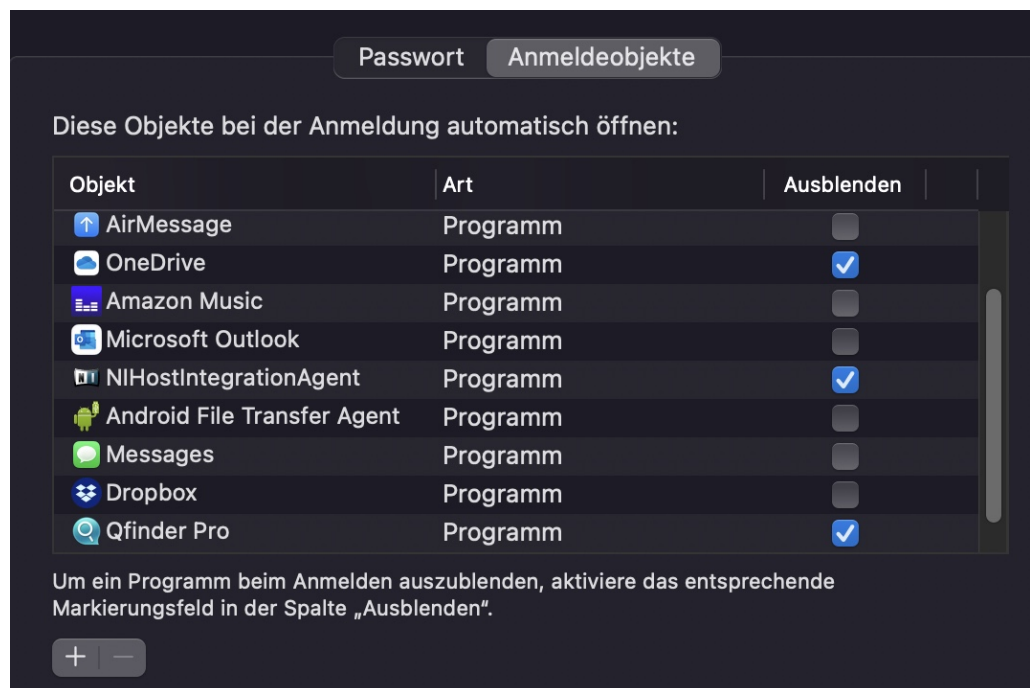 Passwort Anmeldeobjekte
Diese Objekte bei der Anmeldung automatisch öffnen:
Objekt Art Ausblenden
AirMessage Programm
OneDrive Programm
Amazon Music Programm
Microsoft Outlook Programm
NIHostIntegrationAgent Programm
Android File Transfer Agent Programm
Messages Programm
Dropbox Programm
Qfinder Pro Programm
Um ein Programm beim Anmelden auszublenden, aktiviere das entsprechende
Markierungsfeld in der Spalte „Ausblenden“.
+ −